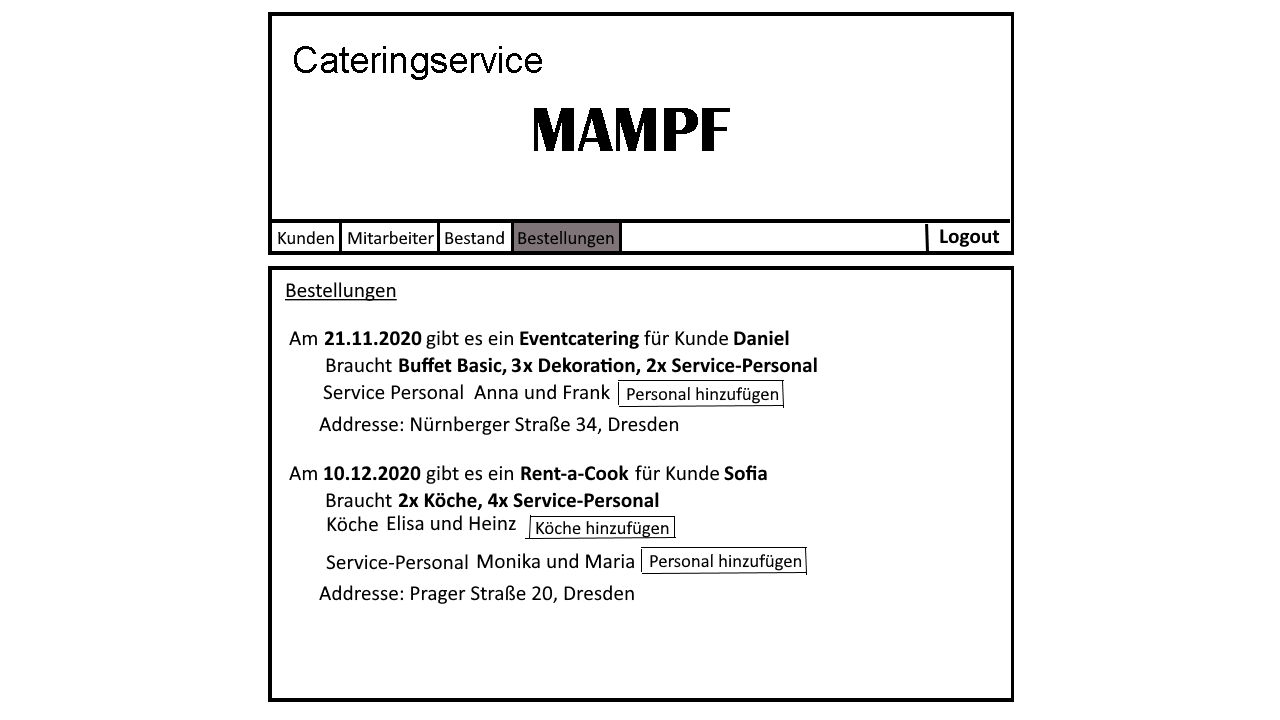 Cateringservice
MAMPF
Kunden Mitarbeiter Bestand Bestellungen Logout
Bestellungen
Am 21.11.2020 gibt es ein Eventcatering für Kunde Daniel
Braucht Buffet Basic, 3x Dekoration, 2x Service-Personal
Service Personal Anna und Frank Personal hinzufügen
Addresse: Nürnberger Straße 34, Dresden
Am 10.12.2020 gibt es ein Rent-a-Cook für Kunde Sofia
Braucht 2x Köche, 4x Service-Personal
Köche Elisa und Heinz Köche hinzufügen
Service-Personal Monika und Maria Personal hinzufügen
Addresse: Prager Straße 20, Dresden